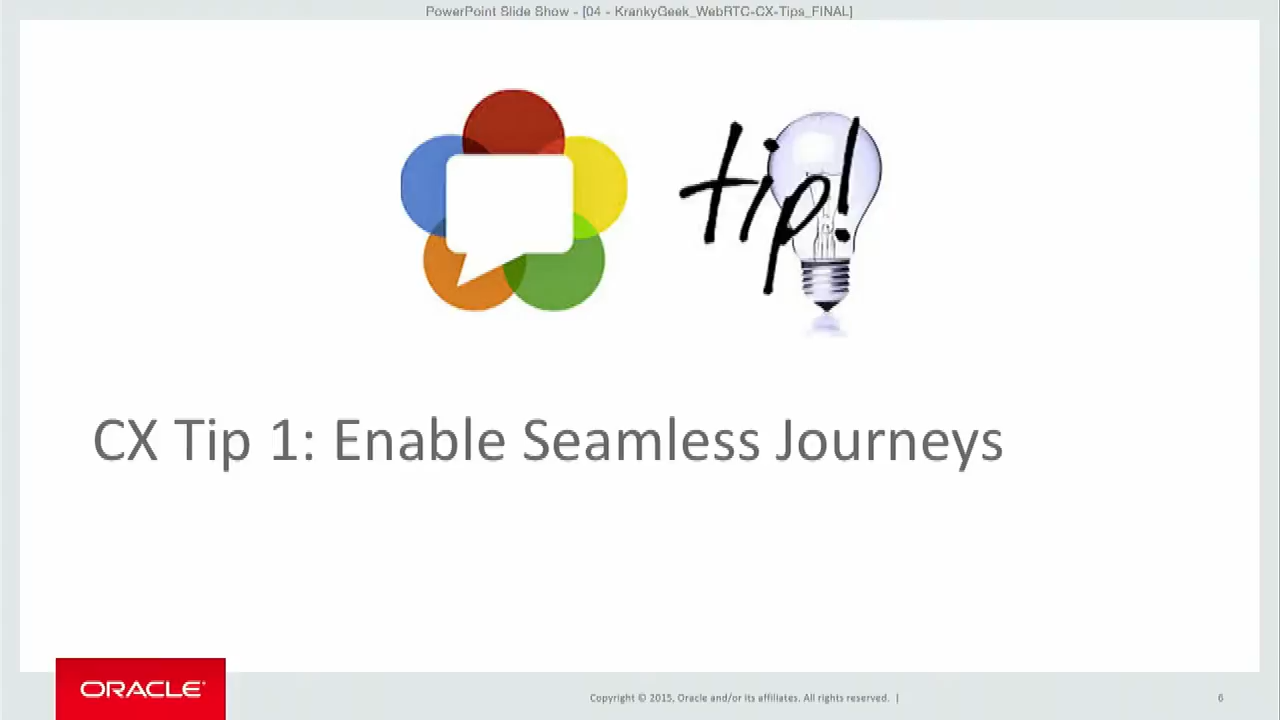 PowerPoint Slide Show - [04 - KrankyGeek_WebRTC-CX-Tips_FINAL]
tip!
CX Tip 1: Enable Seamless Journeys
ORACLE®
Copyright © 2015, Oracle and/or its affiliates. All rights reserved. |
6